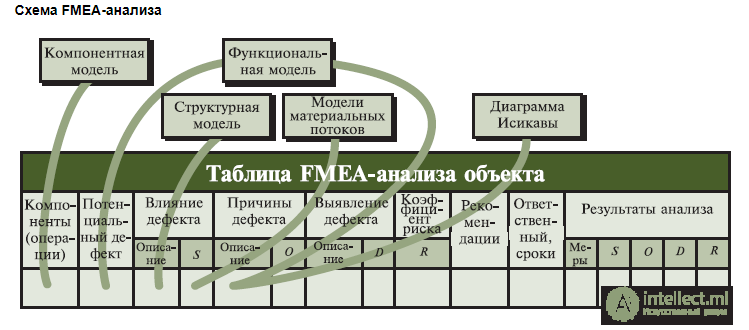 Схема FMEA-анализа
Компонентная
модель
Функциональ-
ная модель
Структурная
модель
Модели
материальных
потоков
Диаграмма
Исикавы
Таблица FMEA-анализа объекта
Компо-
ненты
(опера-
ции)
Потен-
циаль-
ный де-
фект
Влияние
дефекта
Причины
дефекта
Выявление
дефекта
Коэф-
фици-
ент
риска
Реко-
мен-
дации
Ответ-
ствен-
ный,
сроки
Результаты анализа
Описа-
ние
S
Описа-
ние
O
Описа-
ние
D
R
Ме-
ры
S
O
D
R
intellect.ml
Искусственный разум